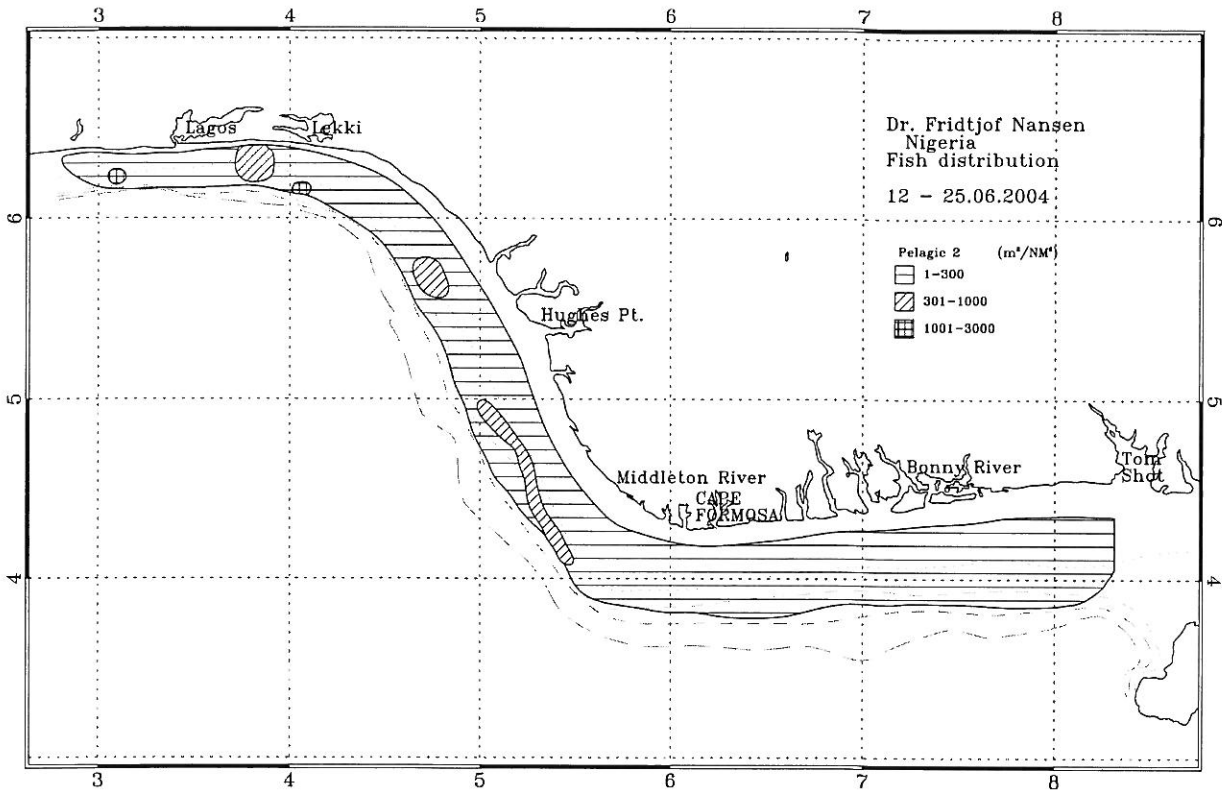 3 4 5 6 7 8
Lagos Lekki
Dr. Fridtjof Nansen
Nigeria
Fish distribution
12 - 25.06.2004
6 6
Pelagic 2 (m²/NM²)
1-300
301-1000
1001-3000
Hughes Pt.
5 5
Middleton River
CAPE
FORMOSA
Bonny River
Tom
Shot
4 4
3 4 5 6 7 8